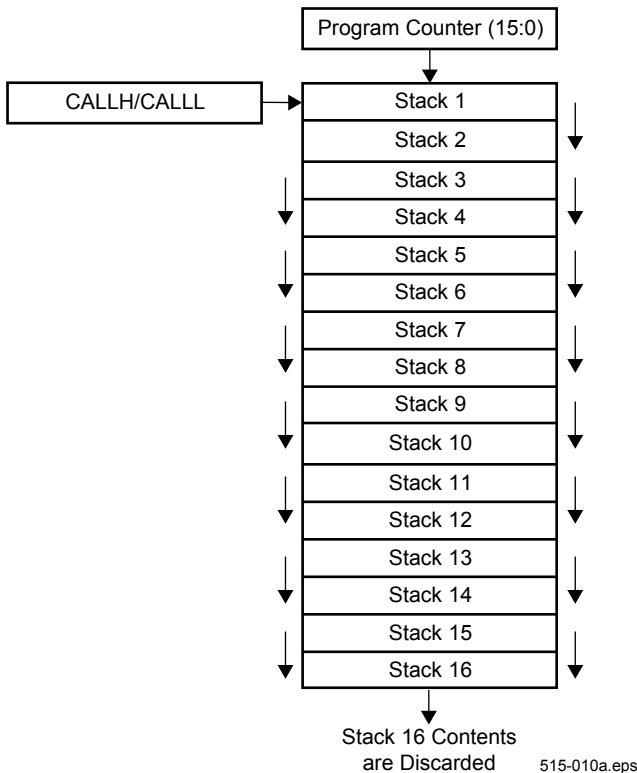 Program Counter (15:0)
CALLH/CALLL
Stack 1
Stack 2
Stack 3
Stack 4
Stack 5
Stack 6
Stack 7
Stack 8
Stack 9
Stack 10
Stack 11
Stack 12
Stack 13
Stack 14
Stack 15
Stack 16
Stack 16 Contents
are Discarded
515-010a.eps